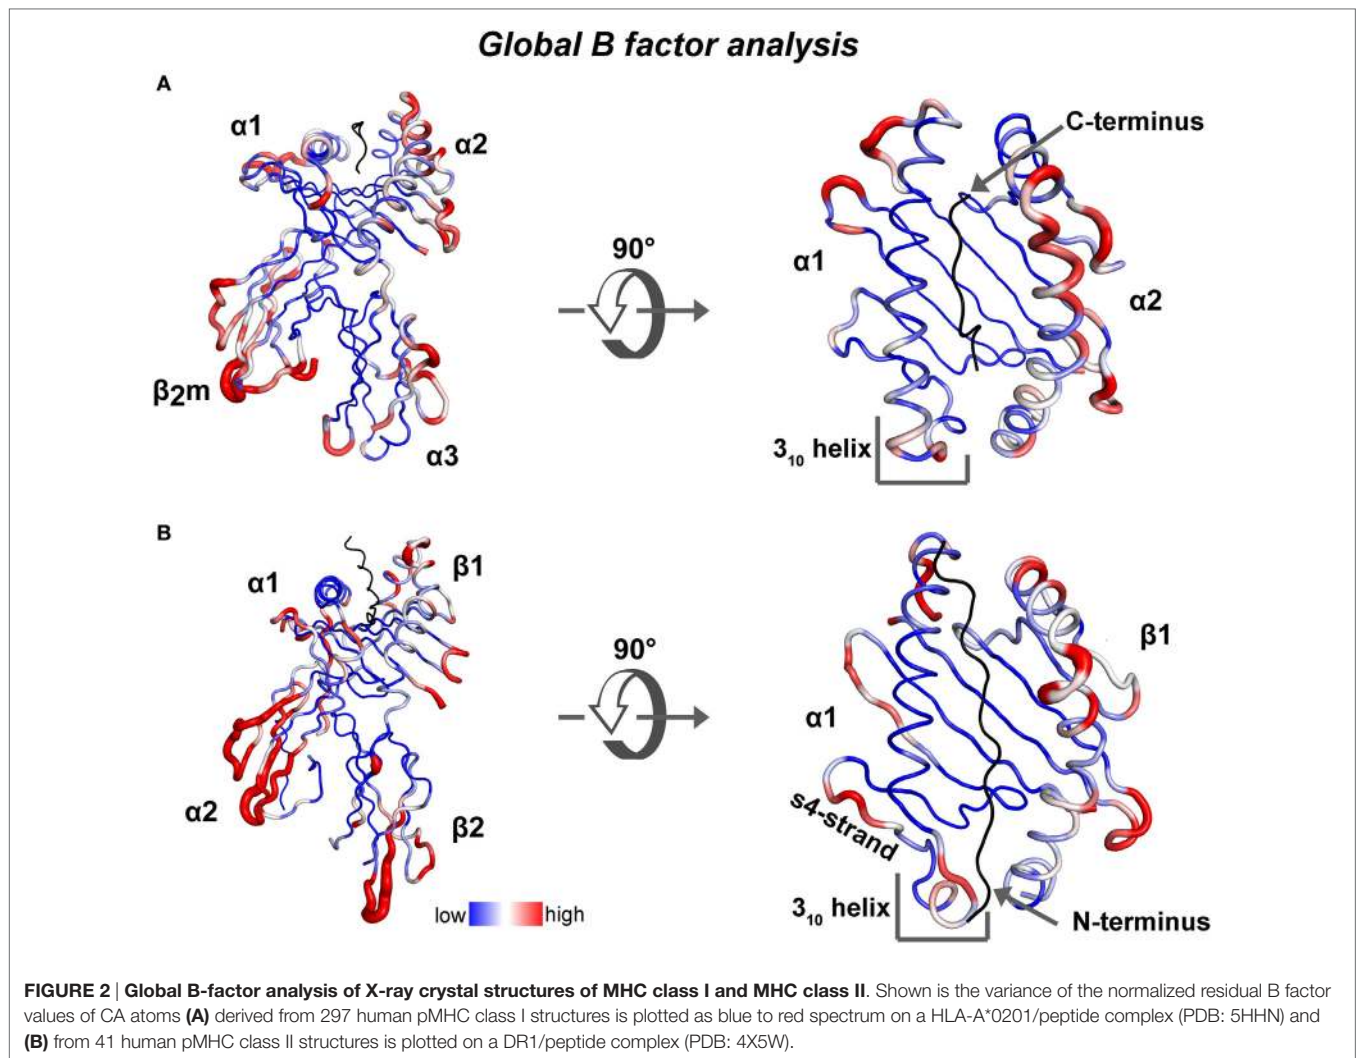 Global B factor analysis
A
α1
α2
β2m
α3
90°
C-terminus
α1
α2
3₁₀ helix
B
α1
β1
α2
β2
low
high
90°
β1
α1
s4-strand
3₁₀ helix
N-terminus
FIGURE 2 | Global B-factor analysis of X-ray crystal structures of MHC class I and MHC class II. Shown is the variance of the normalized residual B factor
values of CA atoms (A) derived from 297 human pMHC class I structures is plotted as blue to red spectrum on a HLA-A*0201/peptide complex (PDB: 5HHN) and
(B) from 41 human pMHC class II structures is plotted on a DR1/peptide complex (PDB: 4X5W).